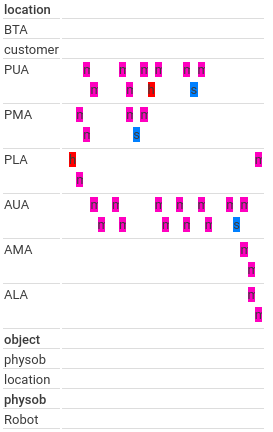 location
BTA
customer
PUA n n n n n n
n n s
PMA n n n
n s
PLA n
n
AUA n n n n n n n
n n n n n s
AMA n
n
ALA n
n
object
physob
location
physob
Robot